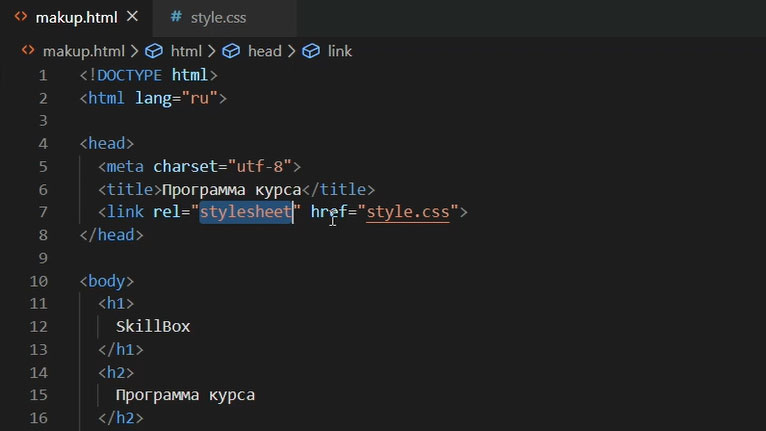 makup.html
style.css
makup.html > html > head > link
1 <!DOCTYPE html>
2 <html lang="ru">
3
4 <head>
5 <meta charset="utf-8">
6 <title>Программа курса</title>
7 <link rel="stylesheet" href="style.css">
8 </head>
9
10 <body>
11 <h1>
12 SkillBox
13 </h1>
14 <h2>
15 Программа курса
16 </h2>